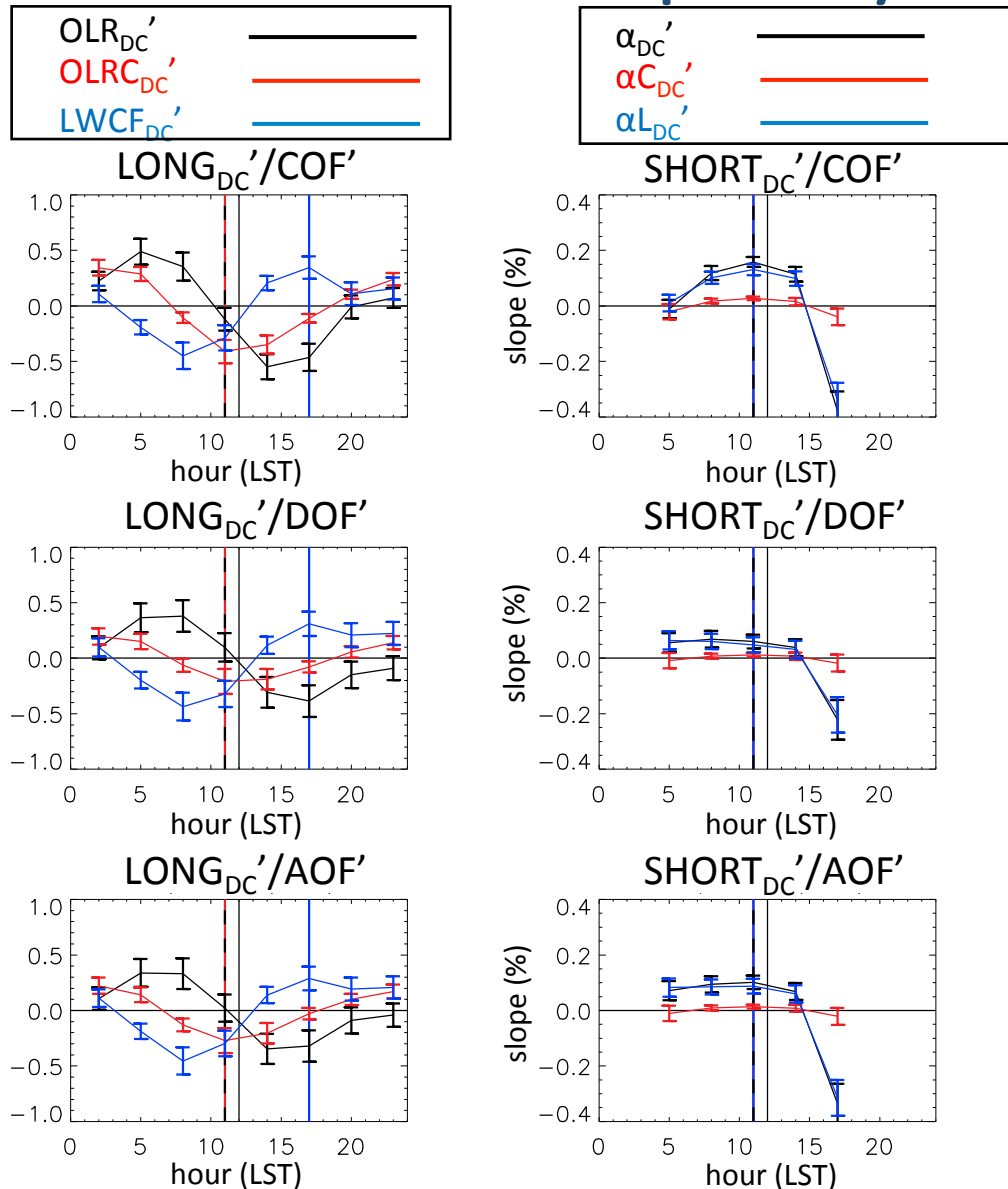 OLR_DC'
OLRC_DC'
LWCF_DC'
α_DC'
αC_DC'
αL_DC'
LONG_DC'/COF'
1.0
0.5
0.0
−0.5
−1.0
0 5 10 15 20
hour (LST)
SHORT_DC'/COF'
slope (%)
0.4
0.2
0.0
−0.2
−0.4
0 5 10 15 20
hour (LST)
LONG_DC'/DOF'
1.0
0.5
0.0
−0.5
−1.0
0 5 10 15 20
hour (LST)
SHORT_DC'/DOF'
slope (%)
0.4
0.2
0.0
−0.2
−0.4
0 5 10 15 20
hour (LST)
LONG_DC'/AOF'
1.0
0.5
0.0
−0.5
−1.0
0 5 10 15 20
hour (LST)
SHORT_DC'/AOF'
slope (%)
0.4
0.2
0.0
−0.2
−0.4
0 5 10 15 20
hour (LST)